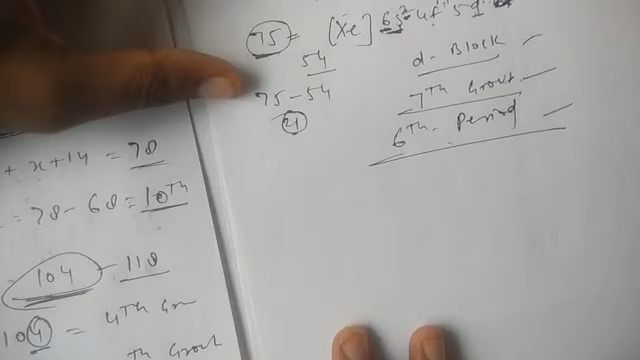 75 = [Xe] 6s² 4f 5d
54
75 - 54
21
d - Block
7th Group
6th - Period
+ x + 14 = 78
= 78 - 68 = 10th
104 - 118
104 = 4th Gr
th Group